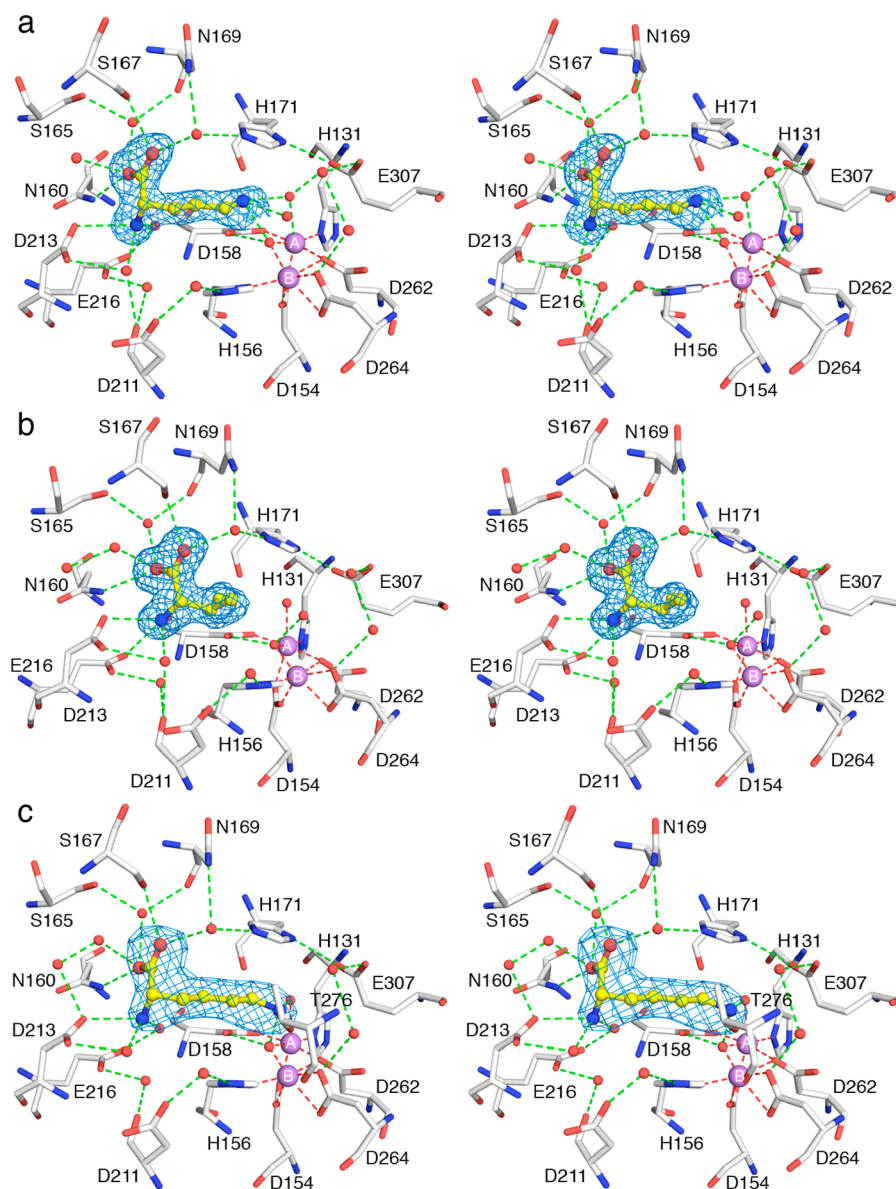 a
N169 N169
S167 S167
H171 H171
S165 S165
H131 H131
E307 E307
N160 N160
D213 D213
D158 D158
A A
B B
E216 E216
D262 D262
H156 H156
D264 D264
D211 D154 D211 D154
b
S167 N169 S167 N169
S165 H171 S165 H171
N160 H131 E307 N160 H131 E307
E216 D158 A E216 D158 A
B B
D213 D262 D213 D262
H156 H156
D264 D264
D211 D154 D211 D154
c
S167 N169 S167 N169
S165 H171 S165 H171
H131 H131
N160 E307 N160 E307
T276 T276
D213 D213
D158 A D158 A
B B
E216 D262 E216 D262
H156 H156
D211 D154 D264 D211 D154 D264